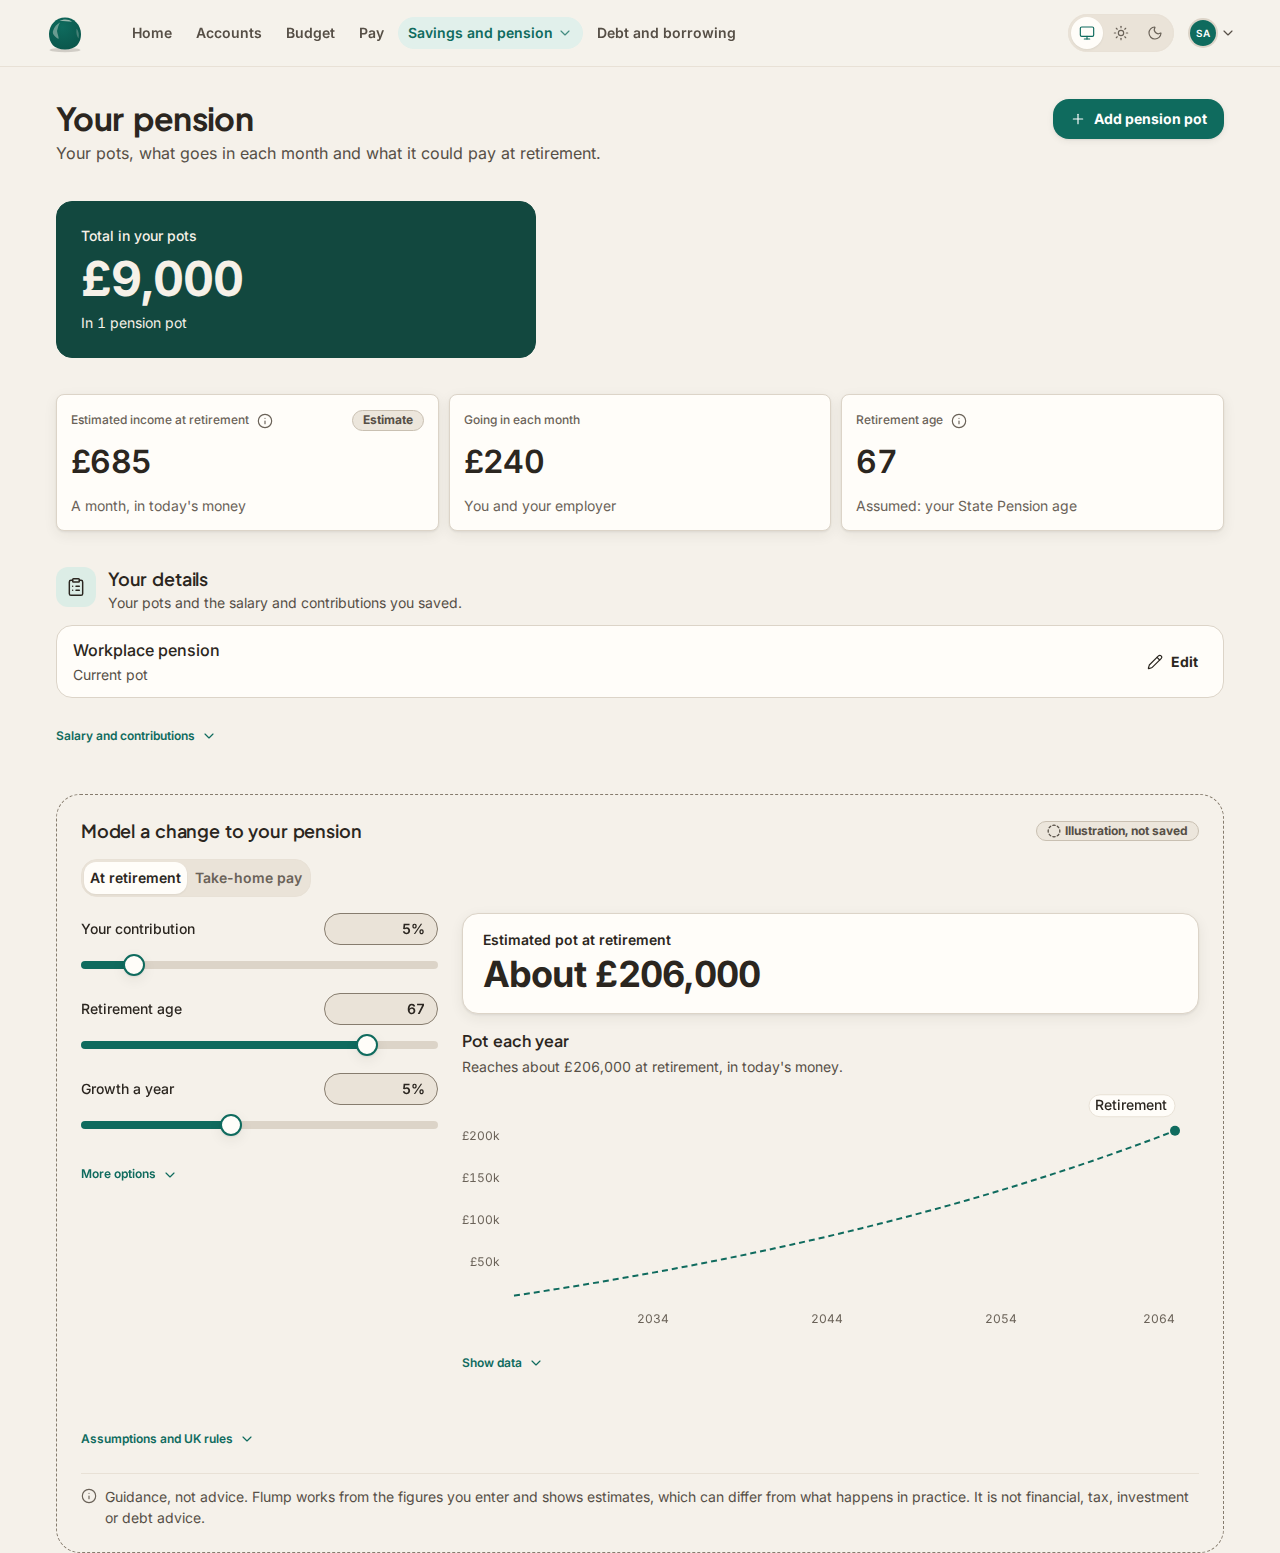 Home Accounts Budget Pay Savings and pension Debt and borrowing SA
Your pension
Add pension pot
Your pots, what goes in each month and what it could pay at retirement.
Total in your pots
£9,000
In 1 pension pot
Estimated income at retirement Estimate
£685
A month, in today's money
Going in each month
£240
You and your employer
Retirement age
67
Assumed: your State Pension age
Your details
Your pots and the salary and contributions you saved.
Workplace pension
Current pot
Edit
Salary and contributions
Model a change to your pension
Illustration, not saved
At retirement Take-home pay
Your contribution 5%
Retirement age 67
Growth a year 5%
More options
Estimated pot at retirement
About £206,000
Pot each year
Reaches about £206,000 at retirement, in today's money.
Retirement
£200k
£150k
£100k
£50k
2034 2044 2054 2064
Show data
Assumptions and UK rules
Guidance, not advice. Flump works from the figures you enter and shows estimates, which can differ from what happens in practice. It is not financial, tax, investment
or debt advice.